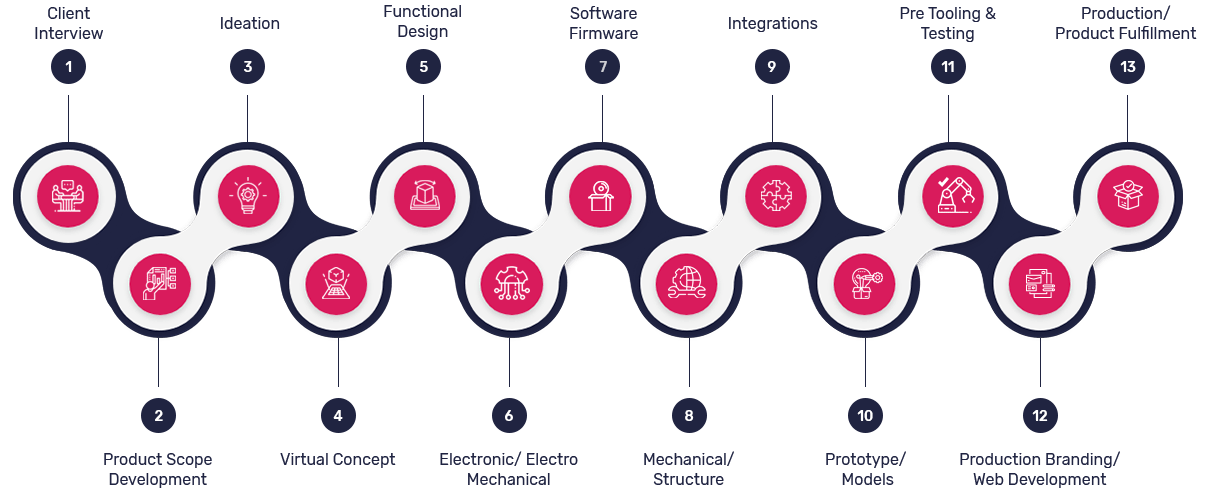 Client
Interview
1
Ideation
3
Functional
Design
5
Software
Firmware
7
Integrations
9
Pre Tooling &
Testing
11
Production/
Product Fulfillment
13
2
Product Scope
Development
4
Virtual Concept
6
Electronic/ Electro
Mechanical
8
Mechanical/
Structure
10
Prototype/
Models
12
Production Branding/
Web Development